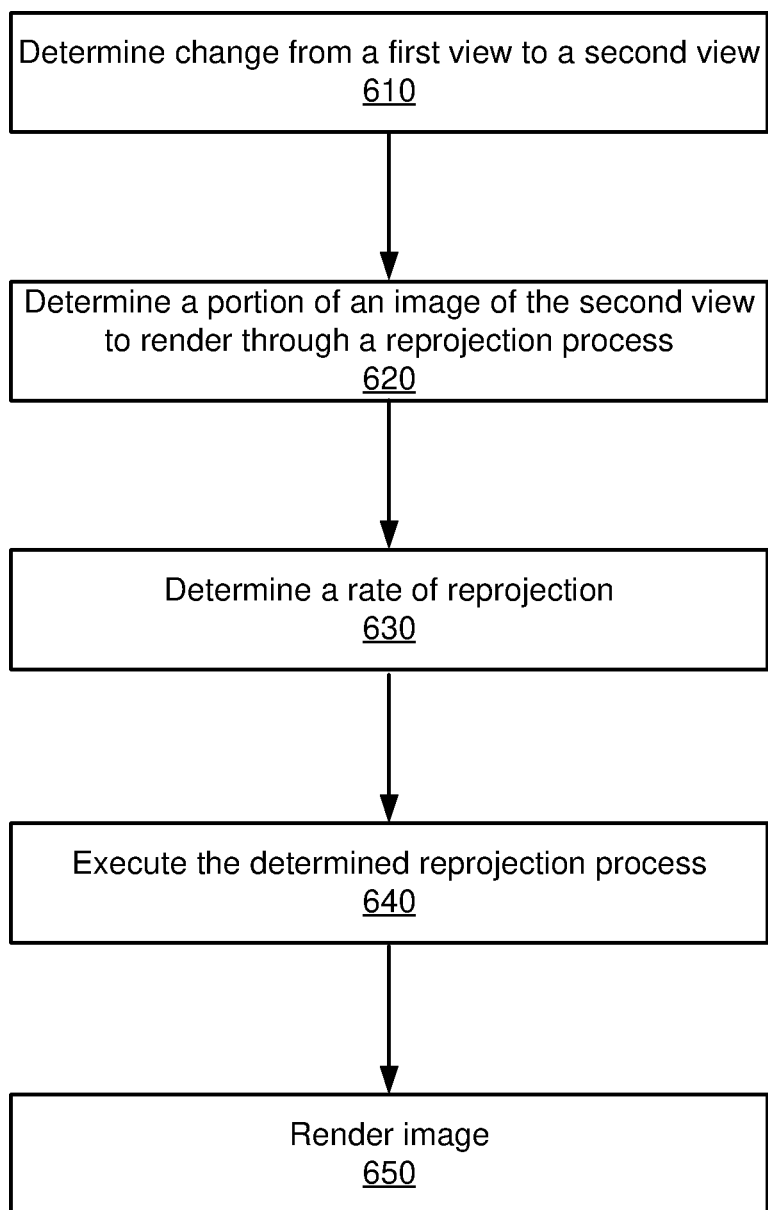 Determine change from a first view to a second view
610
Determine a portion of an image of the second view
to render through a reprojection process
620
Determine a rate of reprojection
630
Execute the determined reprojection process
640
Render image
650